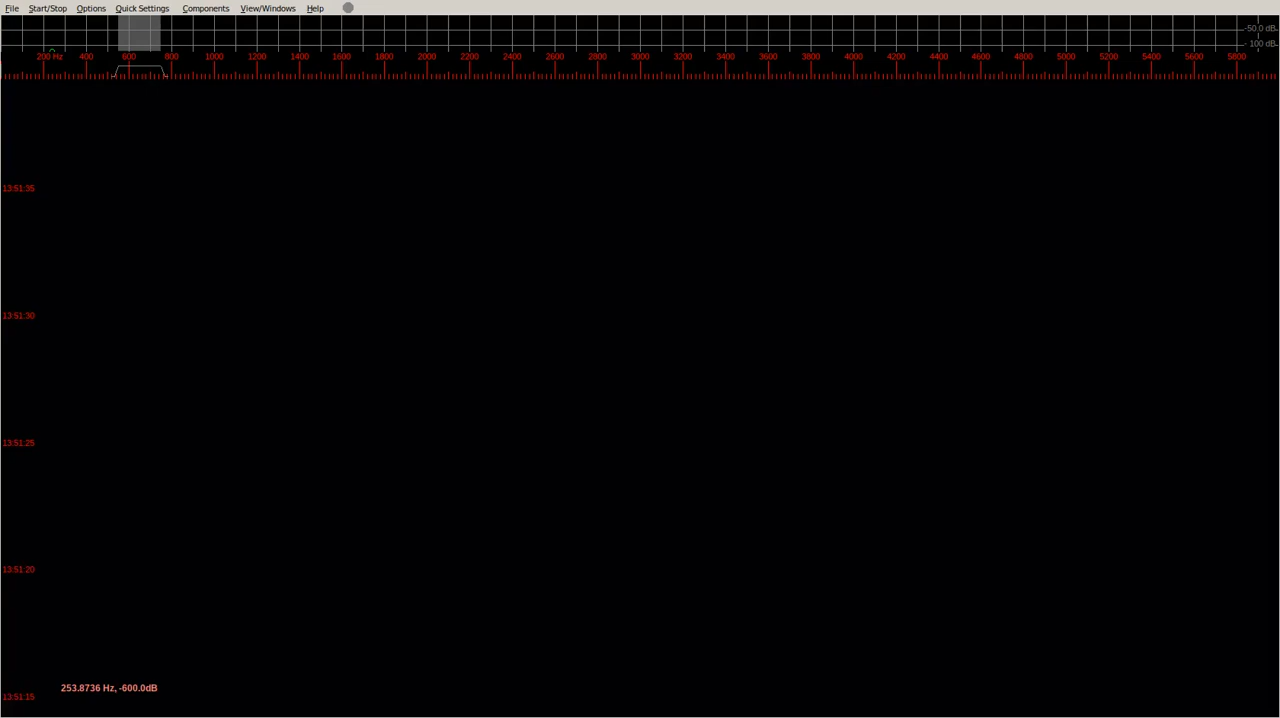 File Start/Stop Options Quick Settings Components View/Windows Help
-50.0 dB
-100 dB
200 Hz 400 600 800 1000 1200 1400 1600 1800 2000 2200 2400 2600 2800 3000 3200 3400 3600 3800 4000 4200 4400 4600 4800 5000 5200 5400 5600 5800
13:51:35
13:51:30
13:51:25
13:51:20
253.8736 Hz, -600.0dB
13:51:15